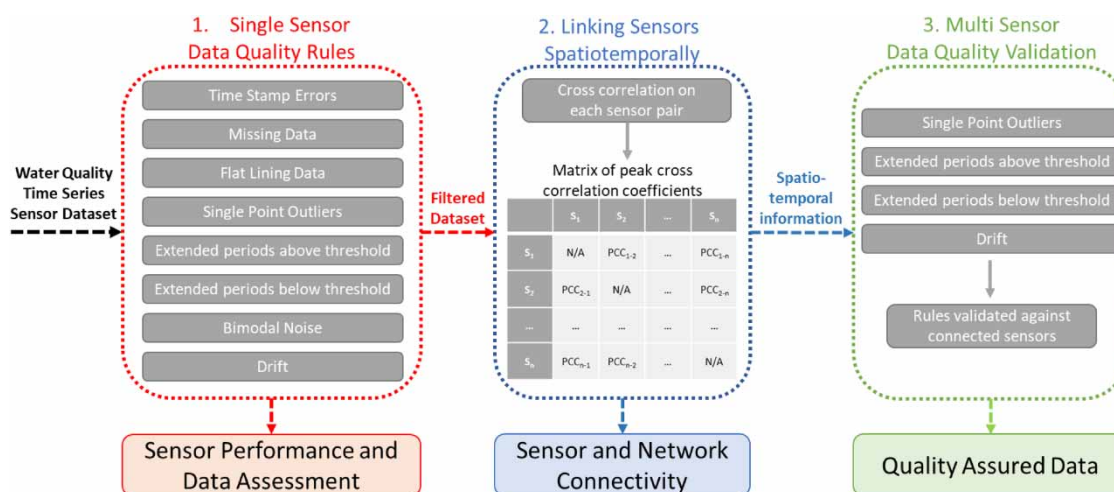 1. Single Sensor
Data Quality Rules
2. Linking Sensors
Spatiotemporally
3. Multi Sensor
Data Quality Validation
Water Quality
Time Series
Sensor Dataset
Time Stamp Errors
Missing Data
Flat Lining Data
Single Point Outliers
Extended periods above threshold
Extended periods below threshold
Bimodal Noise
Drift
Filtered
Dataset
Cross correlation on
each sensor pair
Matrix of peak cross
correlation coefficients
S₁ S₂ ... Sₙ
S₁ N/A PCC₁₋₂ ... PCC₁₋ₙ
S₂ PCC₂₋₁ N/A ... PCC₂₋ₙ
... ... ... ... ...
Sₙ PCCₙ₋₁ PCCₙ₋₂ ... N/A
Spatio-
temporal
information
Single Point Outliers
Extended periods above threshold
Extended periods below threshold
Drift
Rules validated against
connected sensors
Sensor Performance and
Data Assessment
Sensor and Network
Connectivity
Quality Assured Data